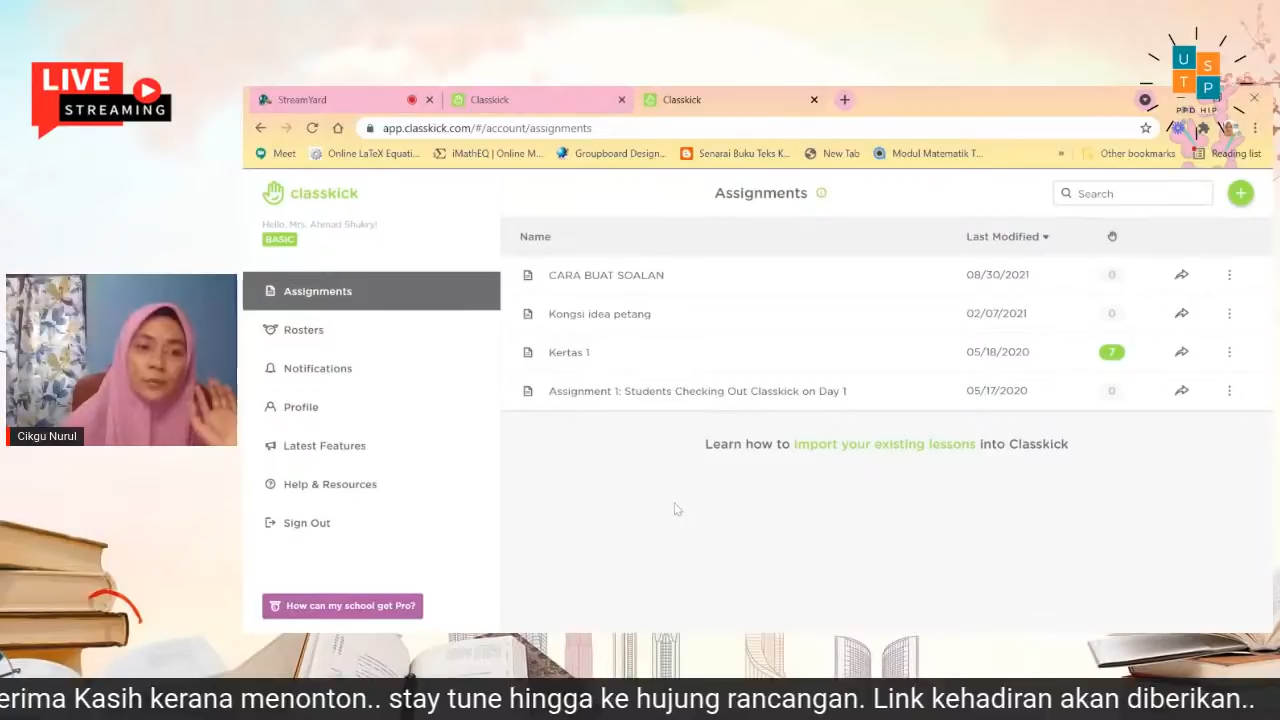 LIVE
STREAMING
U S
T P
PPD HIP
StreamYard
Classkick
Classkick
app.classkick.com/#/account/assignments
Meet
Online LaTeX Equati...
iMathEQ | Online M...
Groupboard Design...
Senarai Buku Teks K...
New Tab
Modul Matematik T...
»
Other bookmarks
Reading list
classkick
Assignments
Search
Hello, Mrs. Ahmad Shukry!
BASIC
Name
Last Modified
Assignments
CARA BUAT SOALAN 08/30/2021 0
Rosters
Kongsi idea petang 02/07/2021 0
Notifications
Kertas 1 05/18/2020 7
Profile
Assignment 1: Students Checking Out Classkick on Day 1 05/17/2020 0
Latest Features
Learn how to import your existing lessons into Classkick
Help & Resources
Sign Out
How can my school get Pro?
Cikgu Nurul
erima Kasih kerana menonton.. stay tune hingga ke hujung rancangan. Link kehadiran akan diberikan..